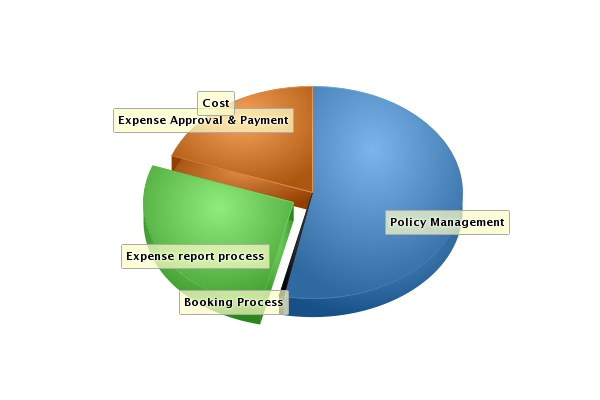 Cost
Expense Approval & Payment
Policy Management
Expense report process
Booking Process